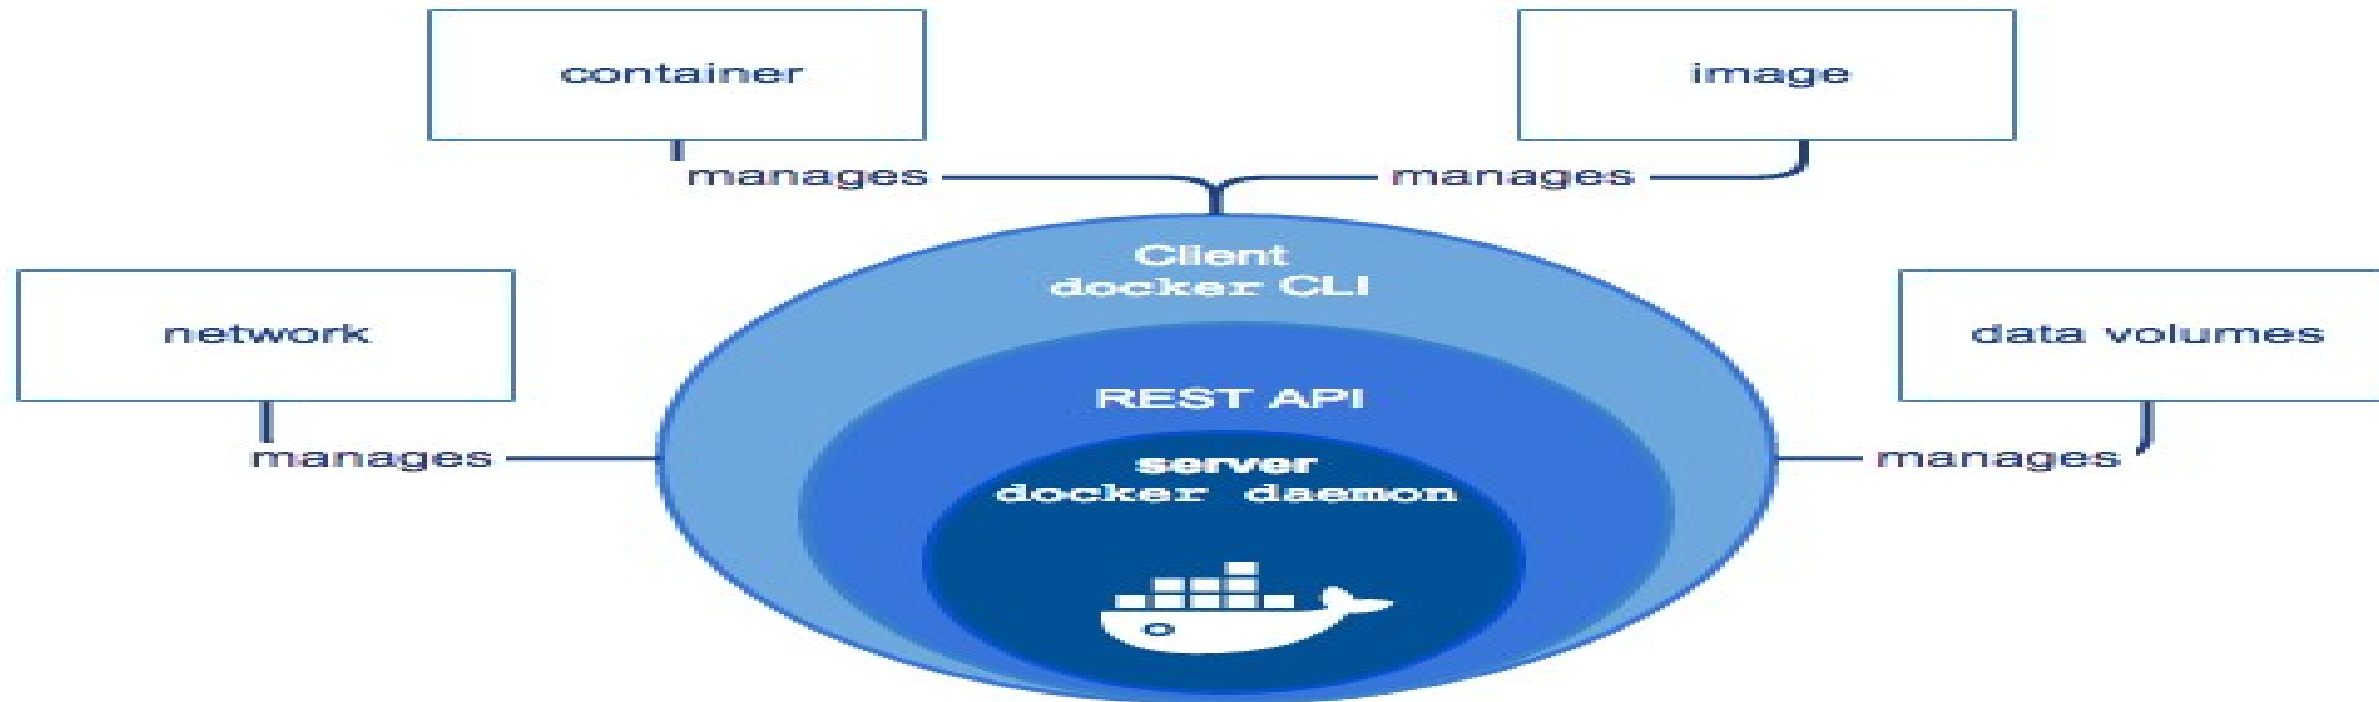 container
image
manages
manages
Client
docker CLI
network
data volumes
REST API
manages
manages
server
docker daemon